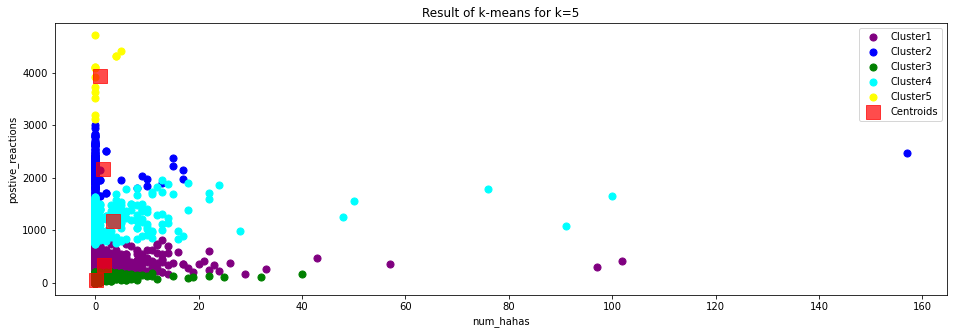 Result of k-means for k=5
Cluster1
Cluster2
Cluster3
Cluster4
Cluster5
Centroids
postive_reactions
4000
3000
2000
1000
0
0 20 40 60 80 100 120 140 160
num_hahas